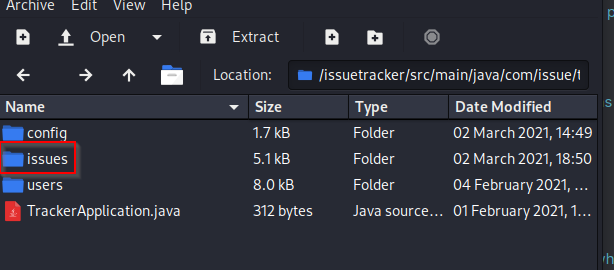 Archive Edit View Help
Open Extract
Location: /issuetracker/src/main/java/com/issue/t
Name Size Type Date Modified
config 1.7 kB Folder 02 March 2021, 14:49
issues 5.1 kB Folder 02 March 2021, 18:50
users 8.0 kB Folder 04 February 2021, ...
TrackerApplication.java 312 bytes Java source... 01 February 2021, 1...